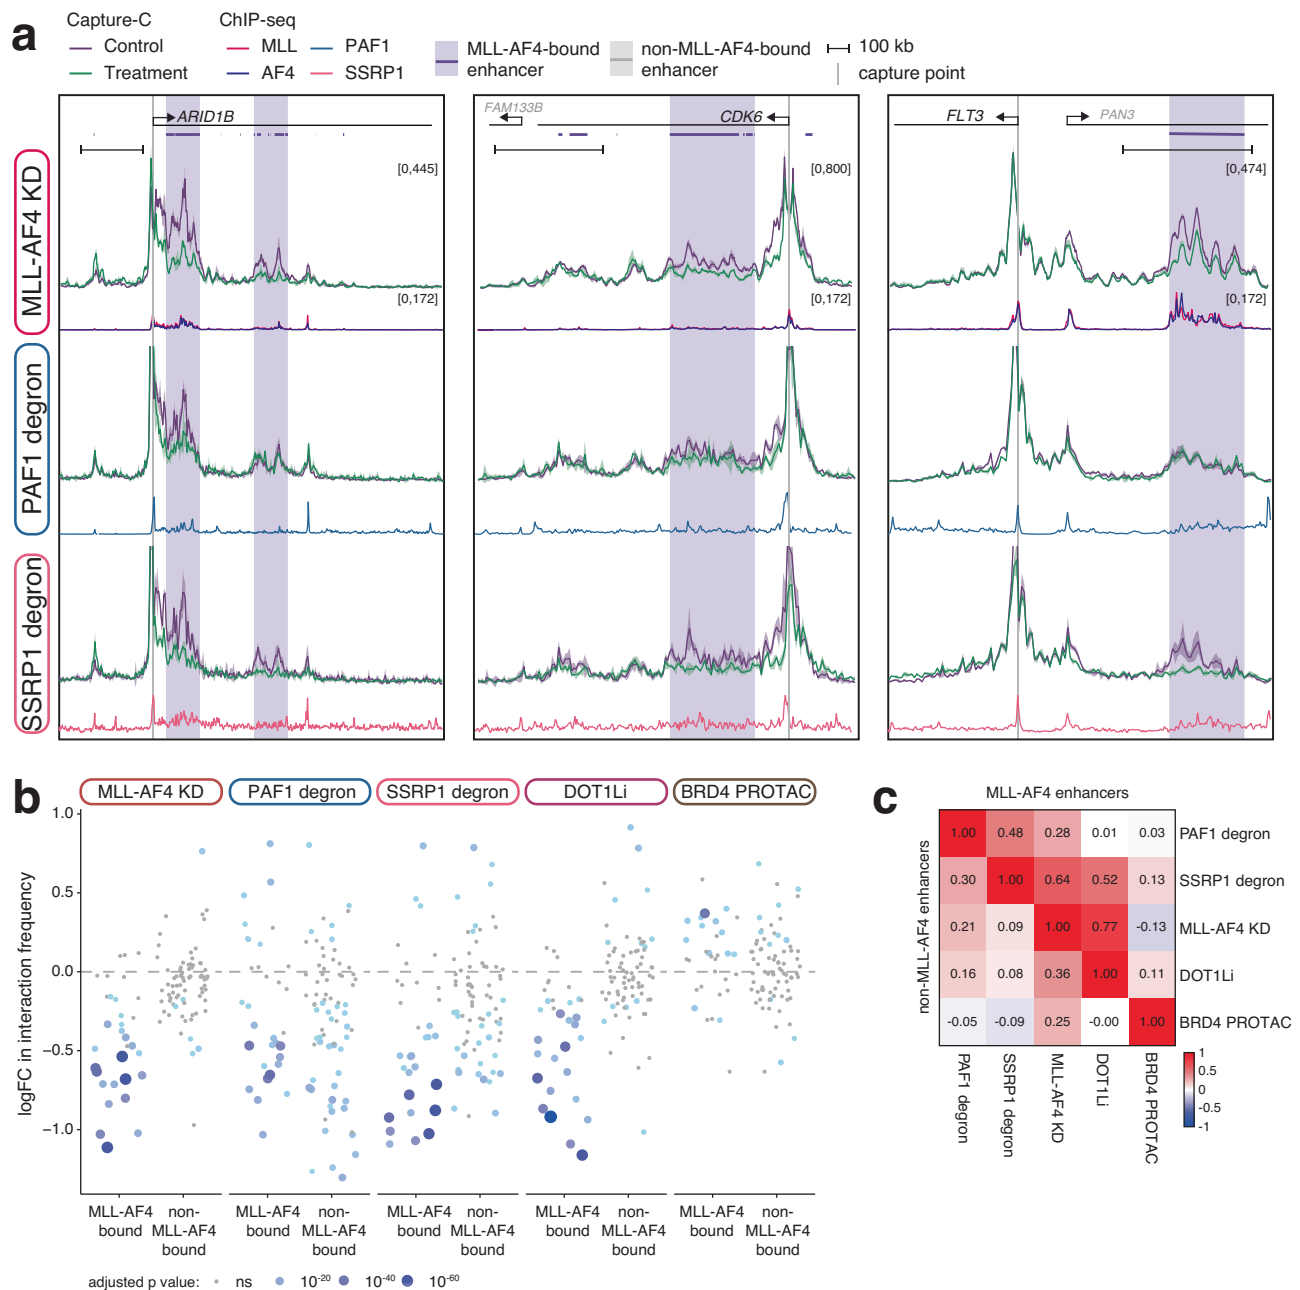 a
Capture-C
Control
Treatment
ChIP-seq
MLL
PAF1
AF4
SSRP1
MLL-AF4-bound
enhancer
non-MLL-AF4-bound
enhancer
100 kb
capture point
MLL-AF4 KD
PAF1 degron
SSRP1 degron
ARID1B
[0,445]
[0,172]
FAM133B
CDK6
[0,800]
[0,172]
FLT3
PAN3
[0,474]
[0,172]
b
MLL-AF4 KD
PAF1 degron
SSRP1 degron
DOT1Li
BRD4 PROTAC
logFC in interaction frequency
1.0
0.5
0.0
−0.5
−1.0
MLL-AF4
bound
non-
MLL-AF4
bound
MLL-AF4
bound
non-
MLL-AF4
bound
MLL-AF4
bound
non-
MLL-AF4
bound
MLL-AF4
bound
non-
MLL-AF4
bound
MLL-AF4
bound
non-
MLL-AF4
bound
adjusted p value: ns 10⁻²⁰ 10⁻⁴⁰ 10⁻⁶⁰
c
MLL-AF4 enhancers
non-MLL-AF4 enhancers
1.00 0.48 0.28 0.01 0.03 PAF1 degron
0.30 1.00 0.64 0.52 0.13 SSRP1 degron
0.21 0.09 1.00 0.77 -0.13 MLL-AF4 KD
0.16 0.08 0.36 1.00 0.11 DOT1Li
-0.05 -0.09 0.25 -0.00 1.00 BRD4 PROTAC
PAF1 degron
SSRP1 degron
MLL-AF4 KD
DOT1Li
BRD4 PROTAC
1
0.5
0
-0.5
-1